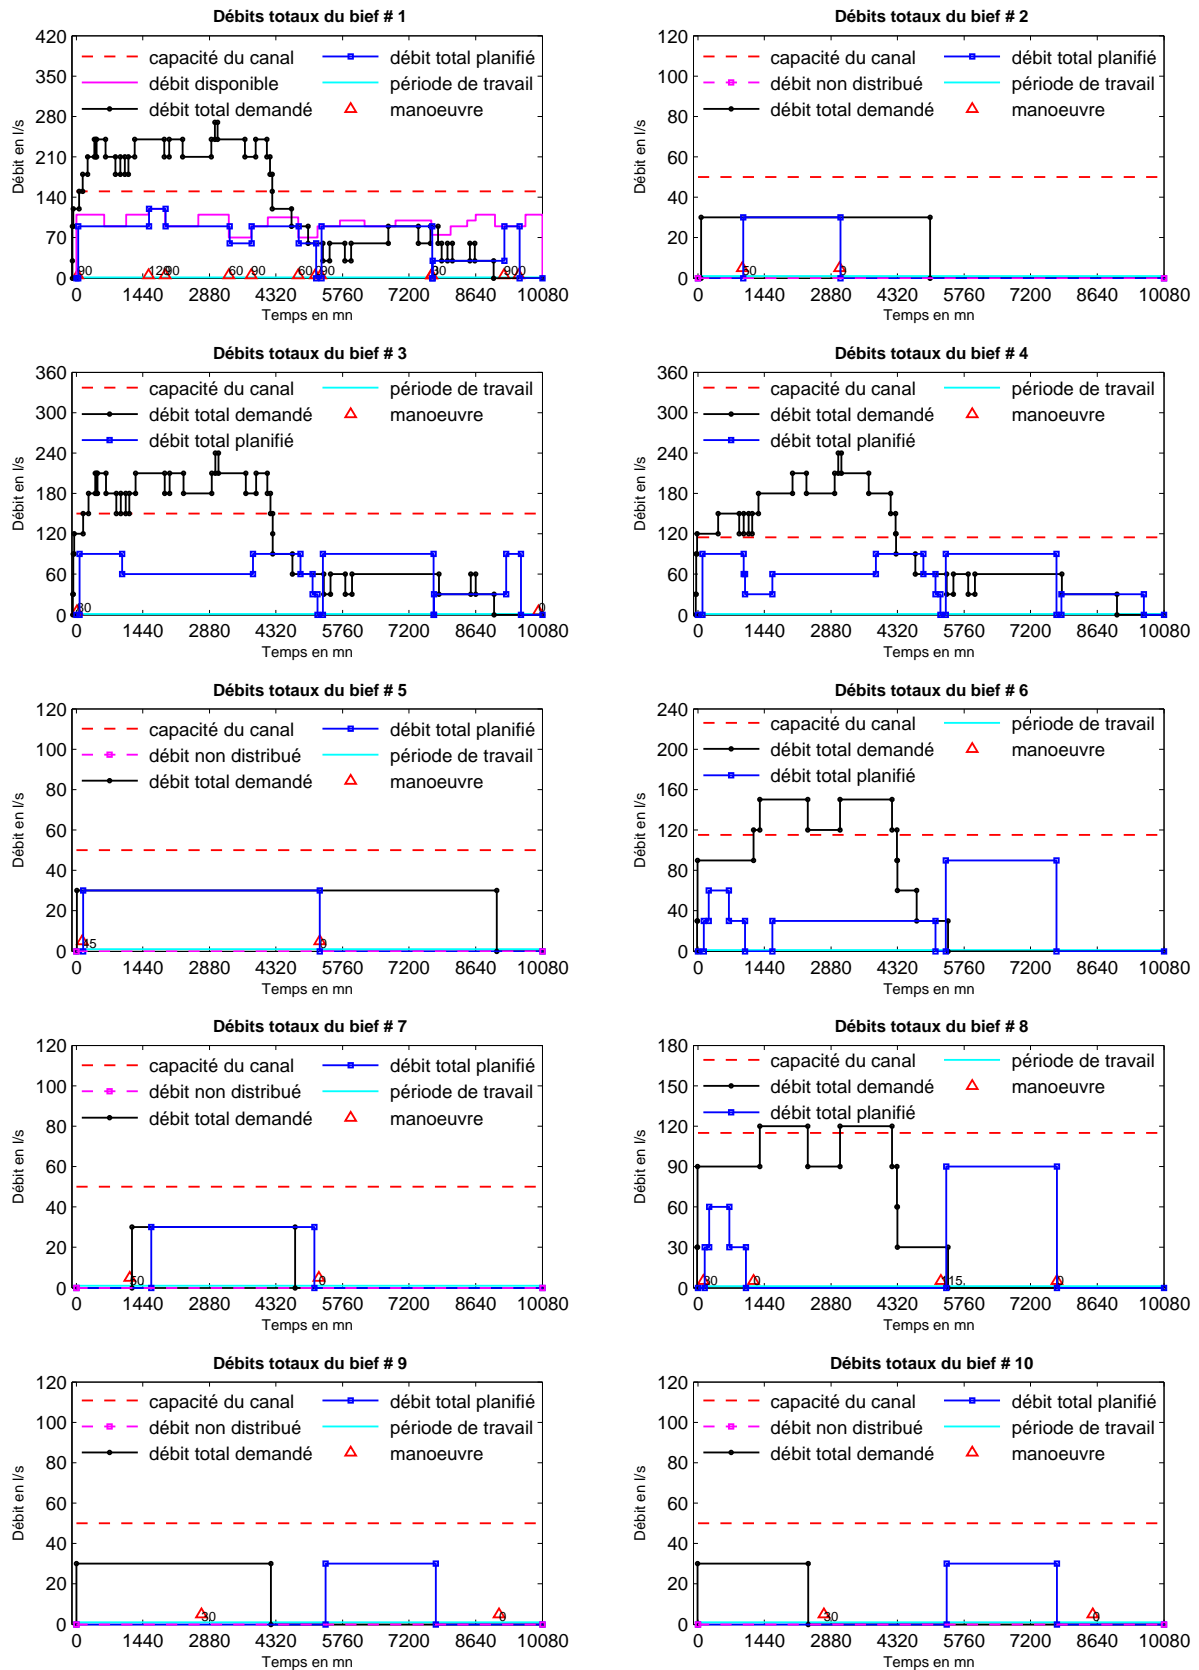 Débits totaux du bief # 1
420
350
280
210
140
70
0
Débit en l/s
capacité du canal
débit disponible
débit total demandé
débit total planifié
période de travail
manoeuvre
90
120
90
60
90
60
900
0 1440 2880 4320 5760 7200 8640 10080
Temps en mn
Débits totaux du bief # 2
120
100
80
60
40
20
0
Débit en l/s
capacité du canal
débit non distribué
débit total demandé
débit total planifié
période de travail
manoeuvre
50
0 1440 2880 4320 5760 7200 8640 10080
Temps en mn
Débits totaux du bief # 3
360
300
240
180
120
60
0
Débit en l/s
capacité du canal
débit total demandé
débit total planifié
période de travail
manoeuvre
0
0 1440 2880 4320 5760 7200 8640 10080
Temps en mn
Débits totaux du bief # 4
360
300
240
180
120
60
0
Débit en l/s
capacité du canal
débit total demandé
débit total planifié
période de travail
manoeuvre
0 1440 2880 4320 5760 7200 8640 10080
Temps en mn
Débits totaux du bief # 5
120
100
80
60
40
20
0
Débit en l/s
capacité du canal
débit non distribué
débit total demandé
débit total planifié
période de travail
manoeuvre
45
0 1440 2880 4320 5760 7200 8640 10080
Temps en mn
Débits totaux du bief # 6
240
200
160
120
80
40
0
Débit en l/s
capacité du canal
débit total demandé
débit total planifié
période de travail
manoeuvre
0 1440 2880 4320 5760 7200 8640 10080
Temps en mn
Débits totaux du bief # 7
120
100
80
60
40
20
0
Débit en l/s
capacité du canal
débit non distribué
débit total demandé
débit total planifié
période de travail
manoeuvre
50
0
0 1440 2880 4320 5760 7200 8640 10080
Temps en mn
Débits totaux du bief # 8
180
150
120
90
60
30
0
Débit en l/s
capacité du canal
débit total demandé
débit total planifié
période de travail
manoeuvre
30
0
115
0
0 1440 2880 4320 5760 7200 8640 10080
Temps en mn
Débits totaux du bief # 9
120
100
80
60
40
20
0
Débit en l/s
capacité du canal
débit non distribué
débit total demandé
débit total planifié
période de travail
manoeuvre
30
0
0 1440 2880 4320 5760 7200 8640 10080
Temps en mn
Débits totaux du bief # 10
120
100
80
60
40
20
0
Débit en l/s
capacité du canal
débit non distribué
débit total demandé
débit total planifié
période de travail
manoeuvre
30
0
0 1440 2880 4320 5760 7200 8640 10080
Temps en mn